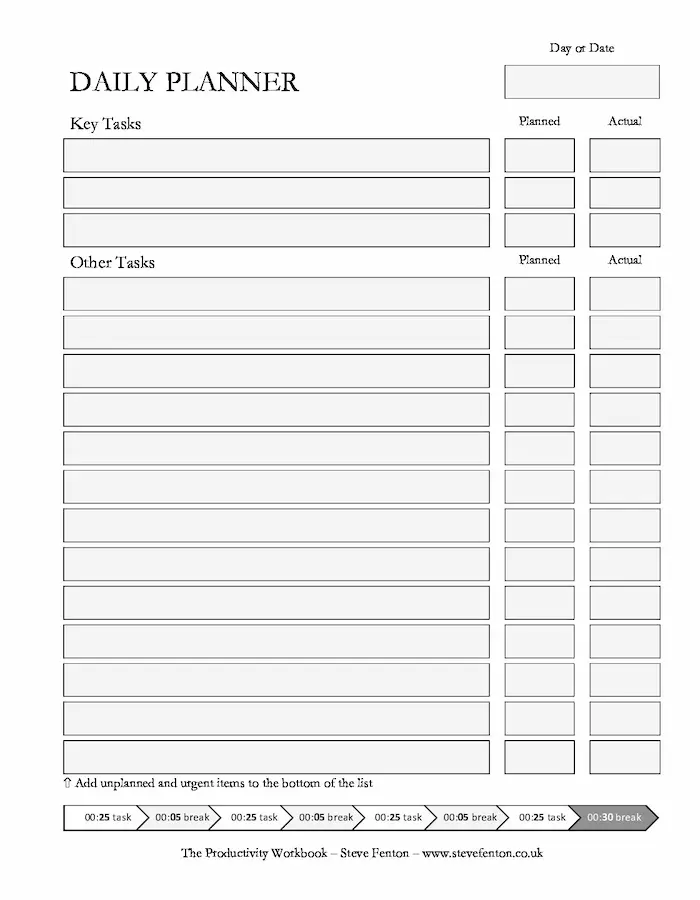 Day or Date
DAILY PLANNER
Key Tasks Planned Actual
Other Tasks Planned Actual
⇧ Add unplanned and urgent items to the bottom of the list
00:25 task 00:05 break 00:25 task 00:05 break 00:25 task 00:05 break 00:25 task 00:30 break
The Productivity Workbook – Steve Fenton – www.stevefenton.co.uk